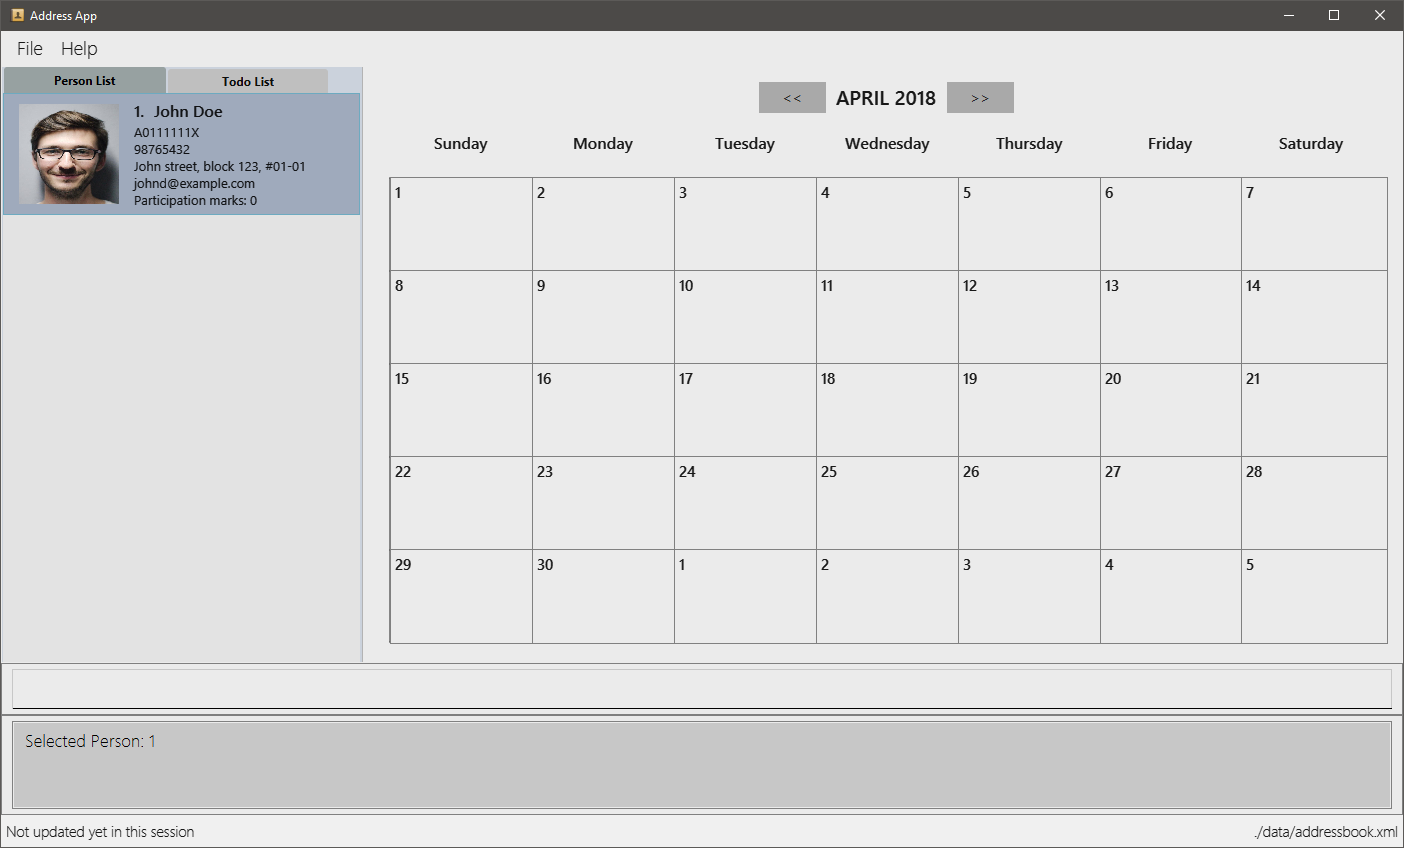 Address App
File Help
Person List Todo List
1. John Doe
A0111111X
98765432
John street, block 123, #01-01
johnd@example.com
Participation marks: 0
<< APRIL 2018 >>
Sunday Monday Tuesday Wednesday Thursday Friday Saturday
1 2 3 4 5 6 7
8 9 10 11 12 13 14
15 16 17 18 19 20 21
22 23 24 25 26 27 28
29 30 1 2 3 4 5
Selected Person: 1
Not updated yet in this session ./data/addressbook.xml